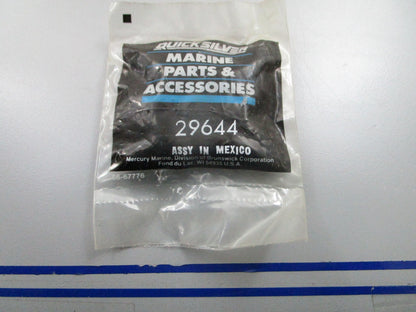 QUICKSILVER
MARINE
PARTS &
ACCESSORIES
29644
ASSY IN MEXICO
Mercury Marine, Division of Brunswick Corporation
Fond du Lac, WI 54935 U.S.A.